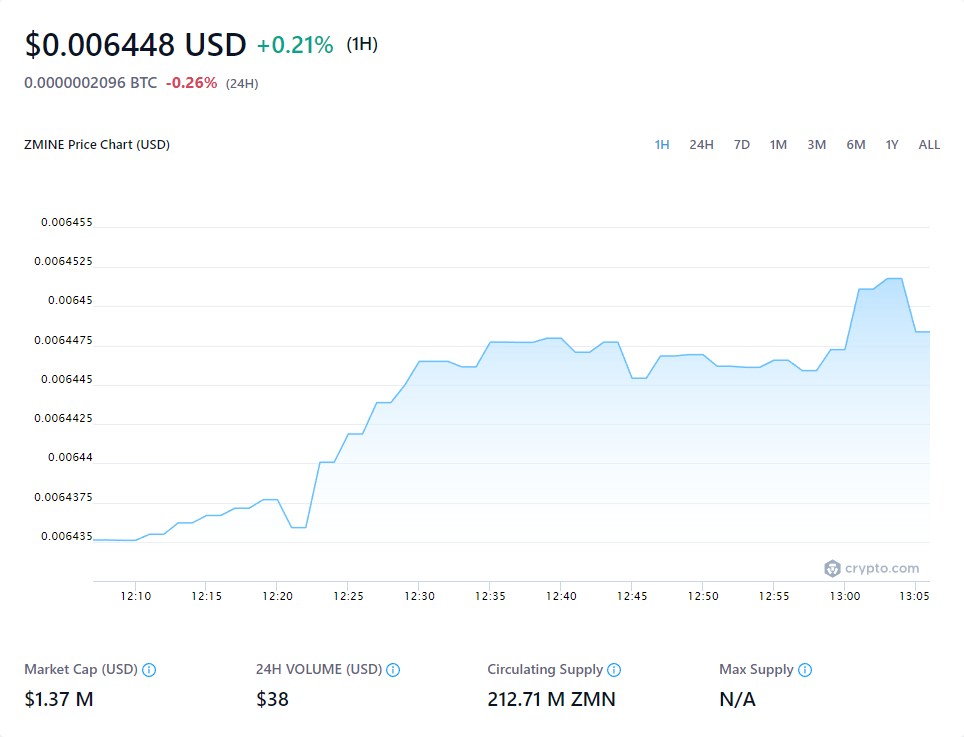 $0.006448 USD +0.21% (1H)
0.0000002096 BTC -0.26% (24H)
ZMINE Price Chart (USD) 1H 24H 7D 1M 3M 6M 1Y ALL
0.006455
0.0064525
0.00645
0.0064475
0.006445
0.0064425
0.00644
0.0064375
0.006435
crypto.com
12:10 12:15 12:20 12:25 12:30 12:35 12:40 12:45 12:50 12:55 13:00 13:05
Market Cap (USD) 24H VOLUME (USD) Circulating Supply Max Supply
$1.37 M $38 212.71 M ZMN N/A